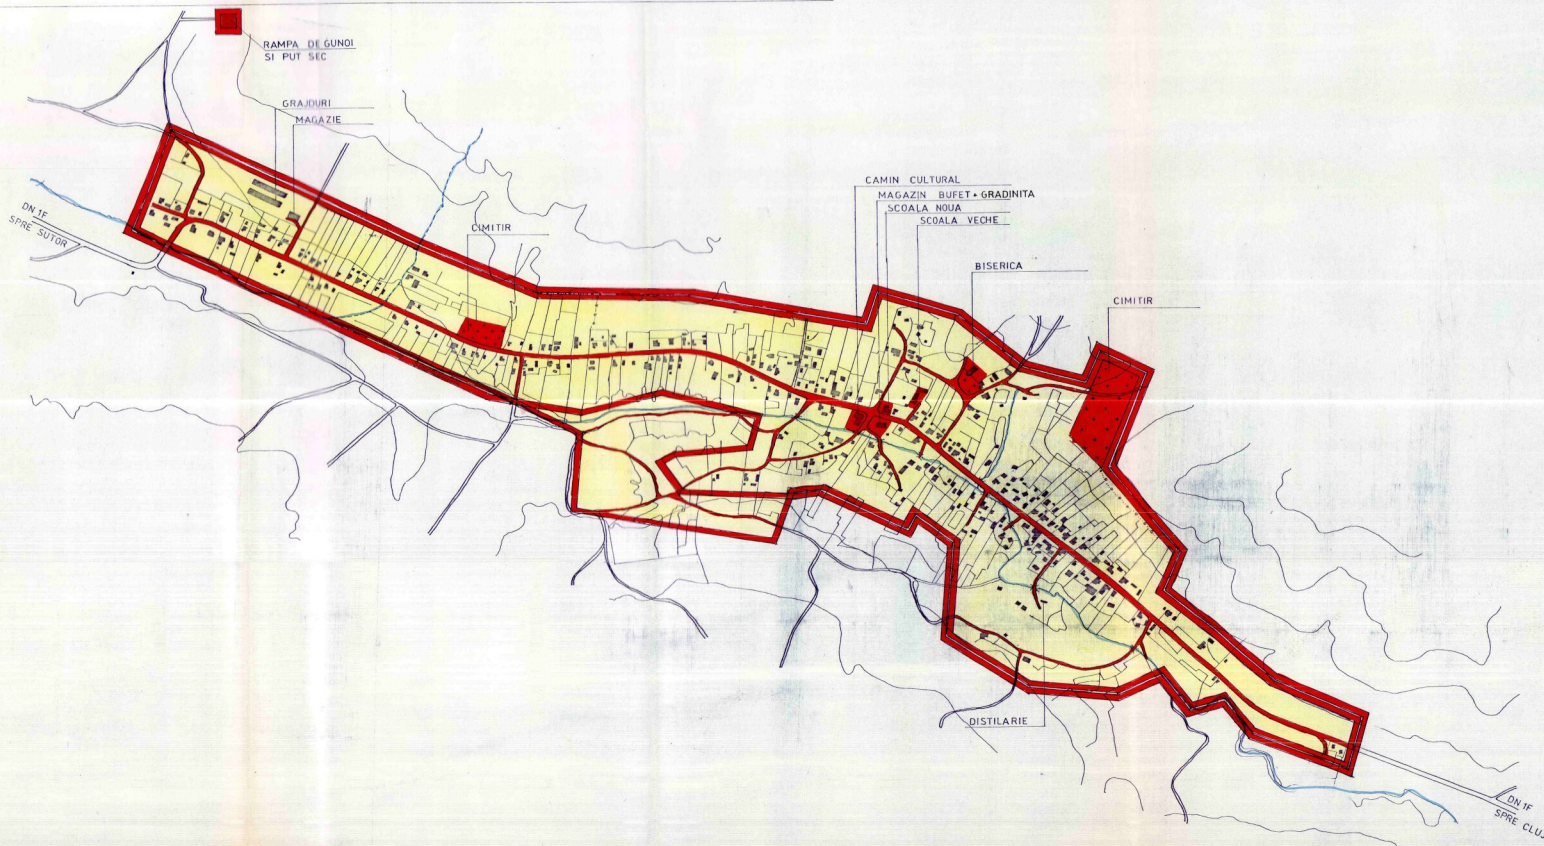 RAMPA DE GUNOI
SI PUT SEC
GRAJDURI
MAGAZIE
DN 1F
SPRE SUTOR
CIMITIR
CAMIN CULTURAL
MAGAZIN BUFET + GRADINITA
SCOALA NOUA
SCOALA VECHE
BISERICA
CIMITIR
DISTILARIE
DN 1F
SPRE CLUJ